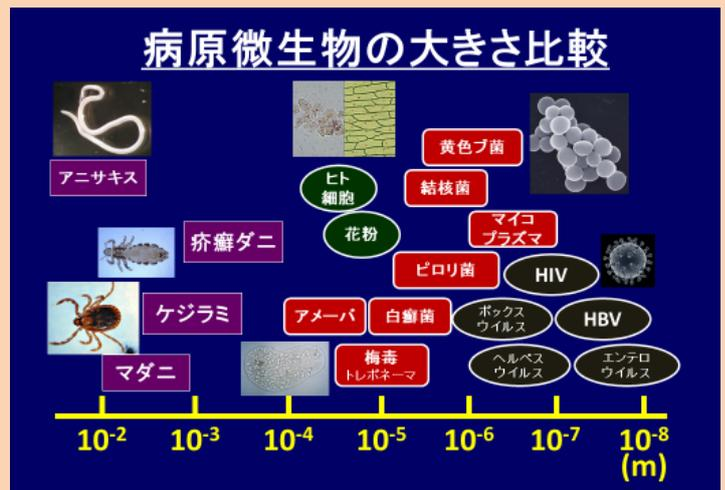 病原微生物の大きさ比較
アニサキス
黄色ブ菌
ヒト
細胞
結核菌
マイコ
プラズマ
疥癬ダニ
花粉
ピロリ菌
HIV
ケジラミ
アメーバ
白癬菌
ポックス
ウイルス
HBV
マダニ
梅毒
トレポネーマ
ヘルペス
ウイルス
エンテロ
ウイルス
10-2 10-3 10-4 10-5 10-6 10-7 10-8
(m)